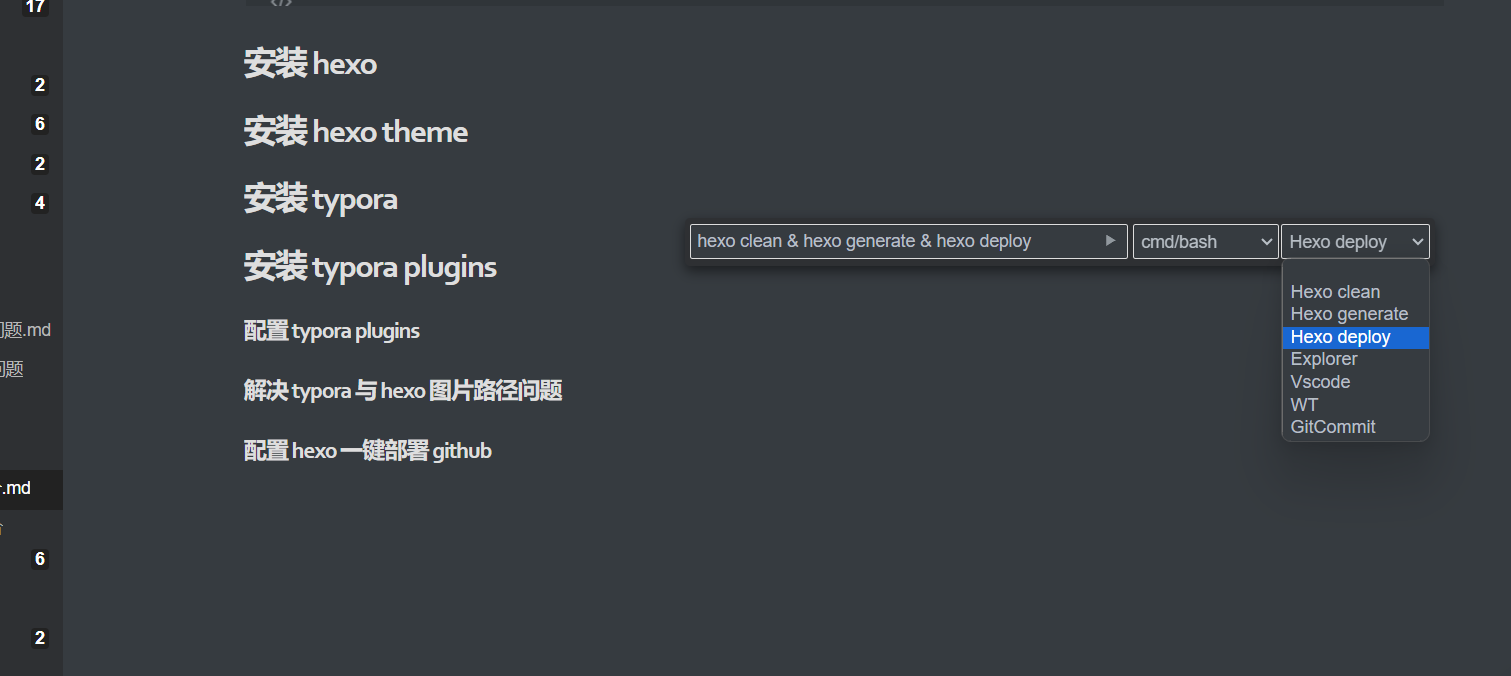 17
2
6
2
4
题.md
问题
.md
6
2
安装 hexo
安装 hexo theme
安装 typora
安装 typora plugins
配置 typora plugins
解决 typora 与 hexo 图片路径问题
配置 hexo 一键部署 github
hexo clean & hexo generate & hexo deploy
cmd/bash
Hexo deploy
Hexo clean
Hexo generate
Hexo deploy
Explorer
Vscode
WT
GitCommit